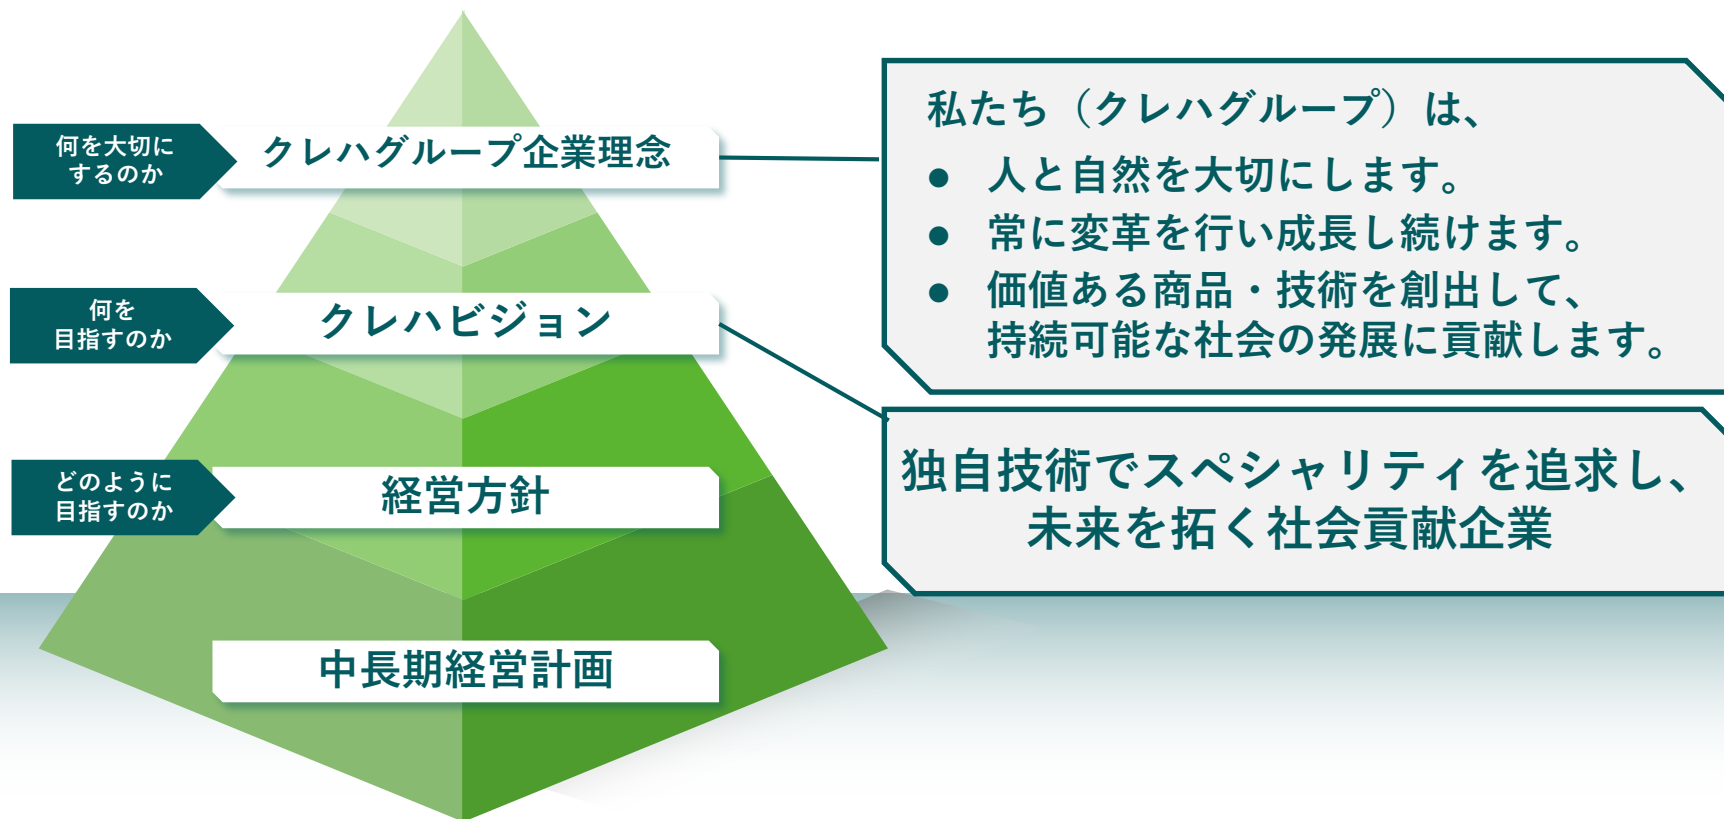 何を大切に
するのか
クレハグループ企業理念
私たち（クレハグループ）は、
● 人と自然を大切にします。
● 常に変革を行い成長し続けます。
● 価値ある商品・技術を創出して、
持続可能な社会の発展に貢献します。
何を
目指すのか
クレハビジョン
独自技術でスペシャリティを追求し、
未来を拓く社会貢献企業
どのように
目指すのか
経営方針
中長期経営計画